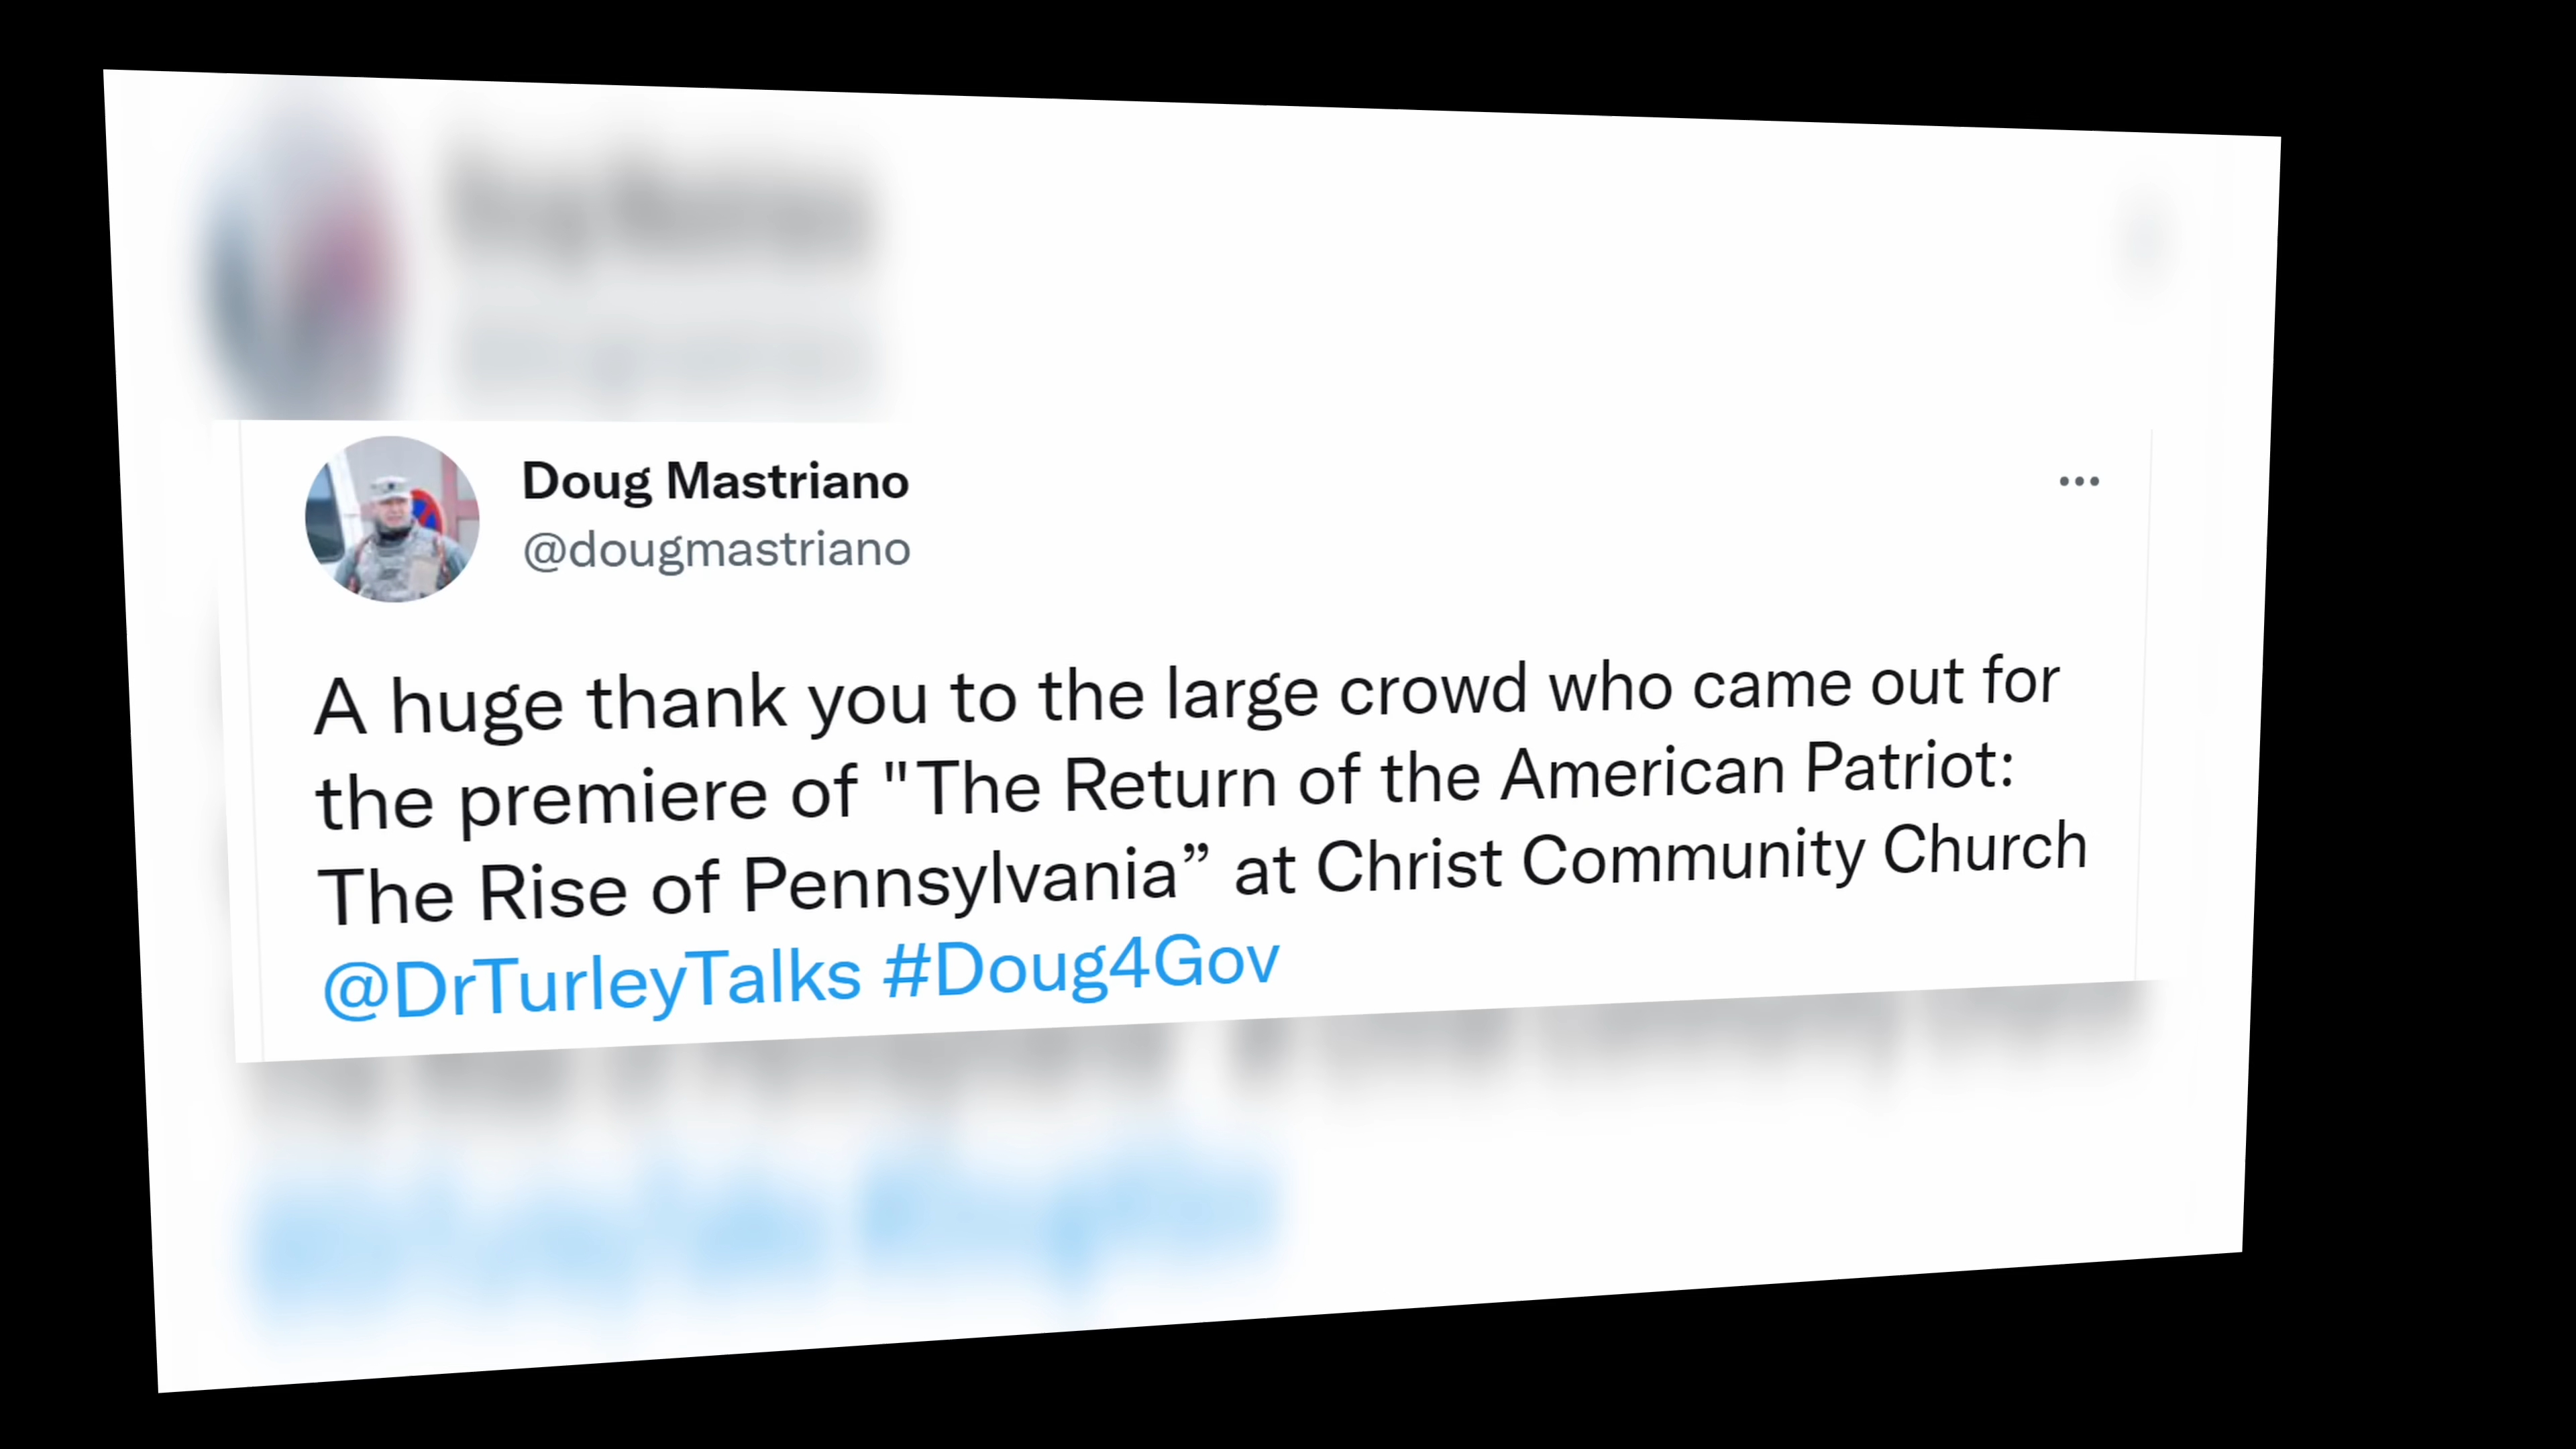 Doug Mastriano
@dougmastriano
A huge thank you to the large crowd who came out for
the premiere of "The Return of the American Patriot:
The Rise of Pennsylvania” at Christ Community Church
@DrTurleyTalks #Doug4Gov